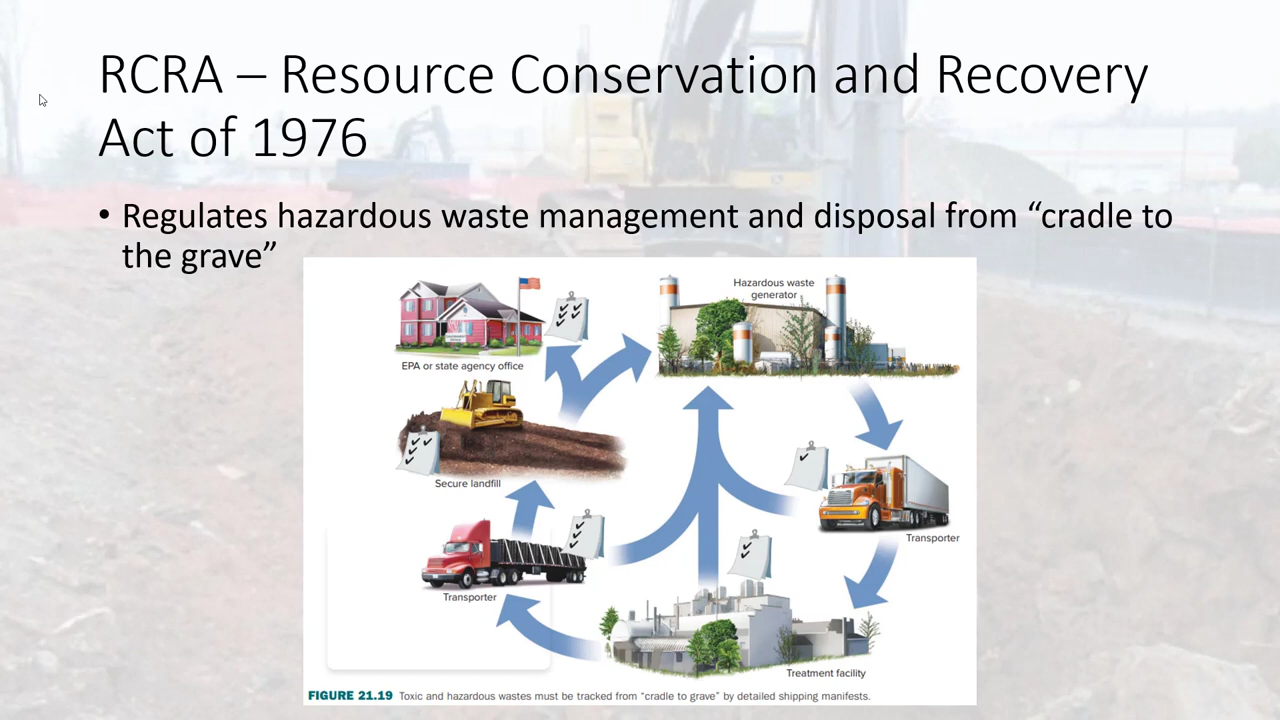 RCRA – Resource Conservation and Recovery
Act of 1976
• Regulates hazardous waste management and disposal from “cradle to
the grave”
Hazardous waste
generator
EPA or state agency office
Secure landfill
Transporter
Transporter
Treatment facility
FIGURE 21.19 Toxic and hazardous wastes must be tracked from “cradle to grave” by detailed shipping manifests.